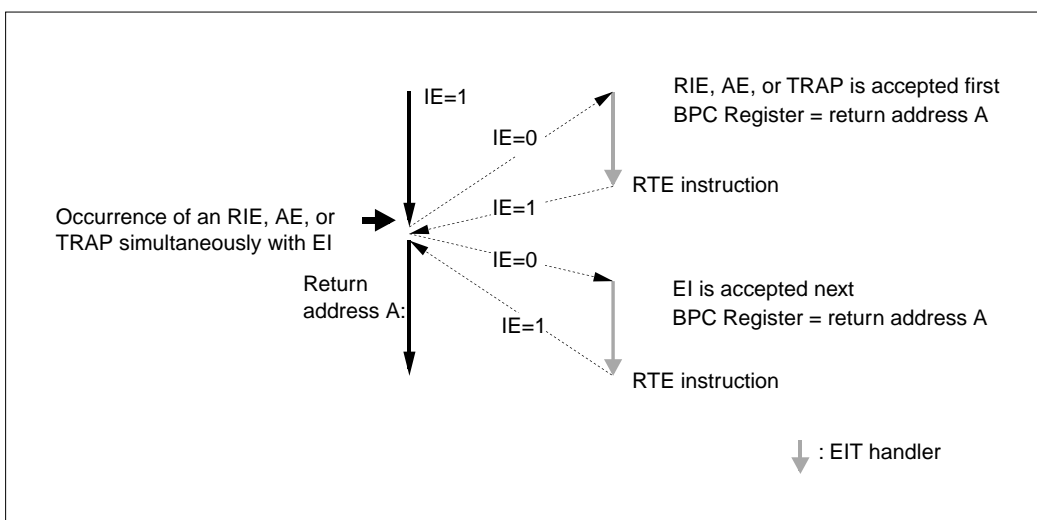 IE=1
RIE, AE, or TRAP is accepted first
BPC Register = return address A
IE=0
RTE instruction
IE=1
Occurrence of an RIE, AE, or
TRAP simultaneously with EI
IE=0
Return
address A:
EI is accepted next
BPC Register = return address A
IE=1
RTE instruction
: EIT handler